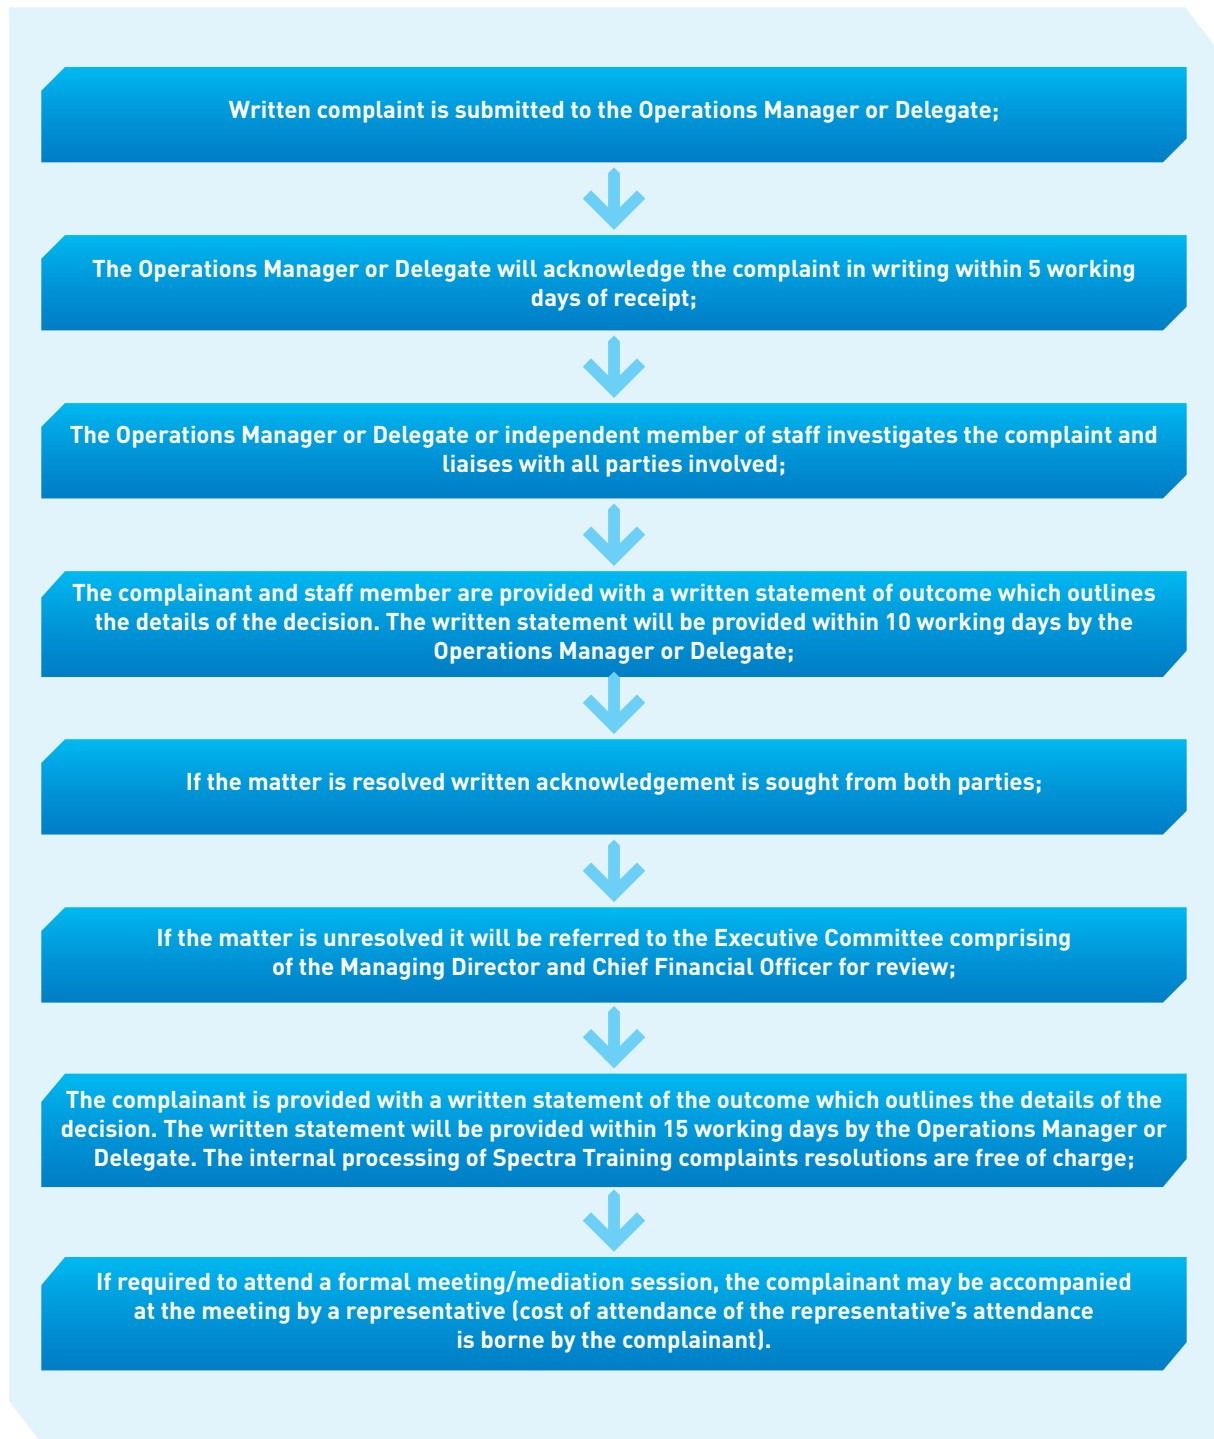 Written complaint is submitted to the Operations Manager or Delegate;
The Operations Manager or Delegate will acknowledge the complaint in writing within 5 working
days of receipt;
The Operations Manager or Delegate or independent member of staff investigates the complaint and
liaises with all parties involved;
The complainant and staff member are provided with a written statement of outcome which outlines
the details of the decision. The written statement will be provided within 10 working days by the
Operations Manager or Delegate;
If the matter is resolved written acknowledgement is sought from both parties;
If the matter is unresolved it will be referred to the Executive Committee comprising
of the Managing Director and Chief Financial Officer for review;
The complainant is provided with a written statement of the outcome which outlines the details of the
decision. The written statement will be provided within 15 working days by the Operations Manager or
Delegate. The internal processing of Spectra Training complaints resolutions are free of charge;
If required to attend a formal meeting/mediation session, the complainant may be accompanied
at the meeting by a representative (cost of attendance of the representative’s attendance
is borne by the complainant).